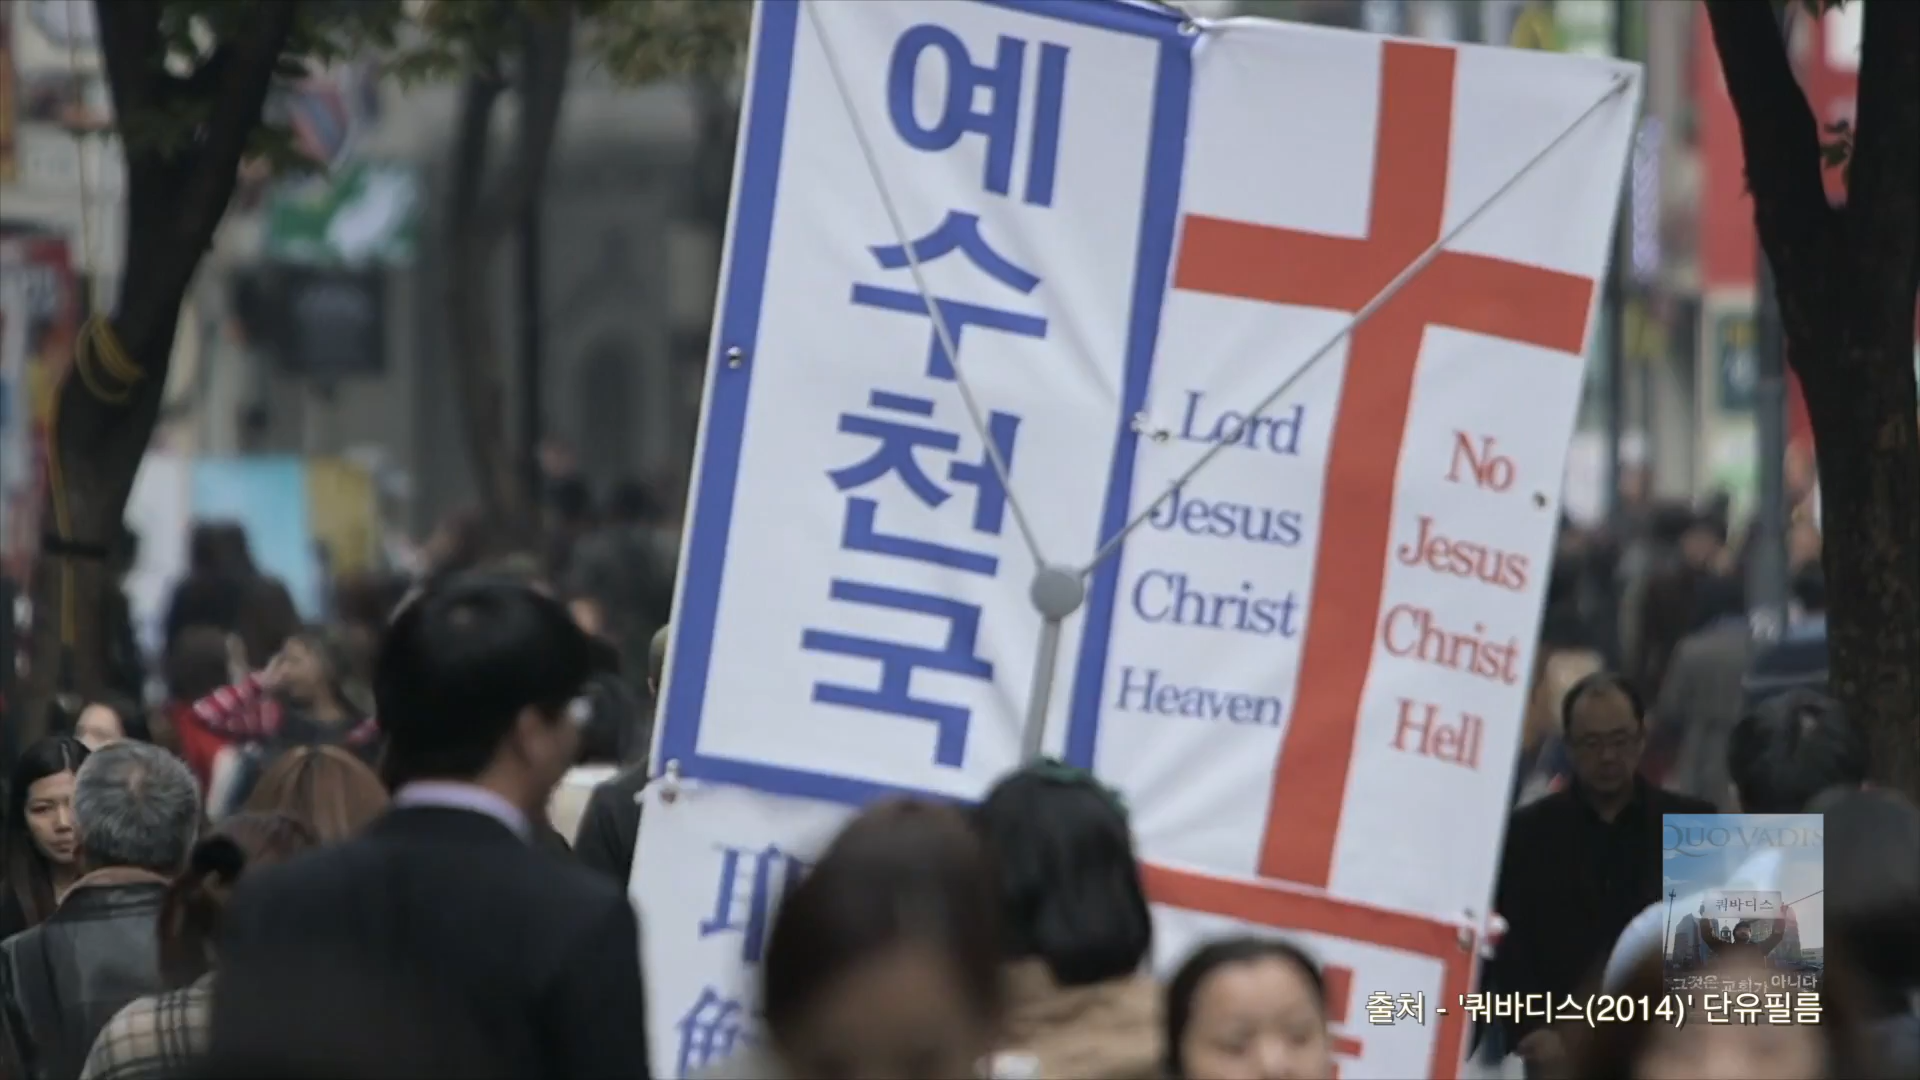 예
수
천
국
Lord
Jesus
Christ
Heaven
No
Jesus
Christ
Hell
QUO VADIS
쿼바디스
그것은 교회가 아니다
출처 - '쿼바디스(2014)' 단유필름